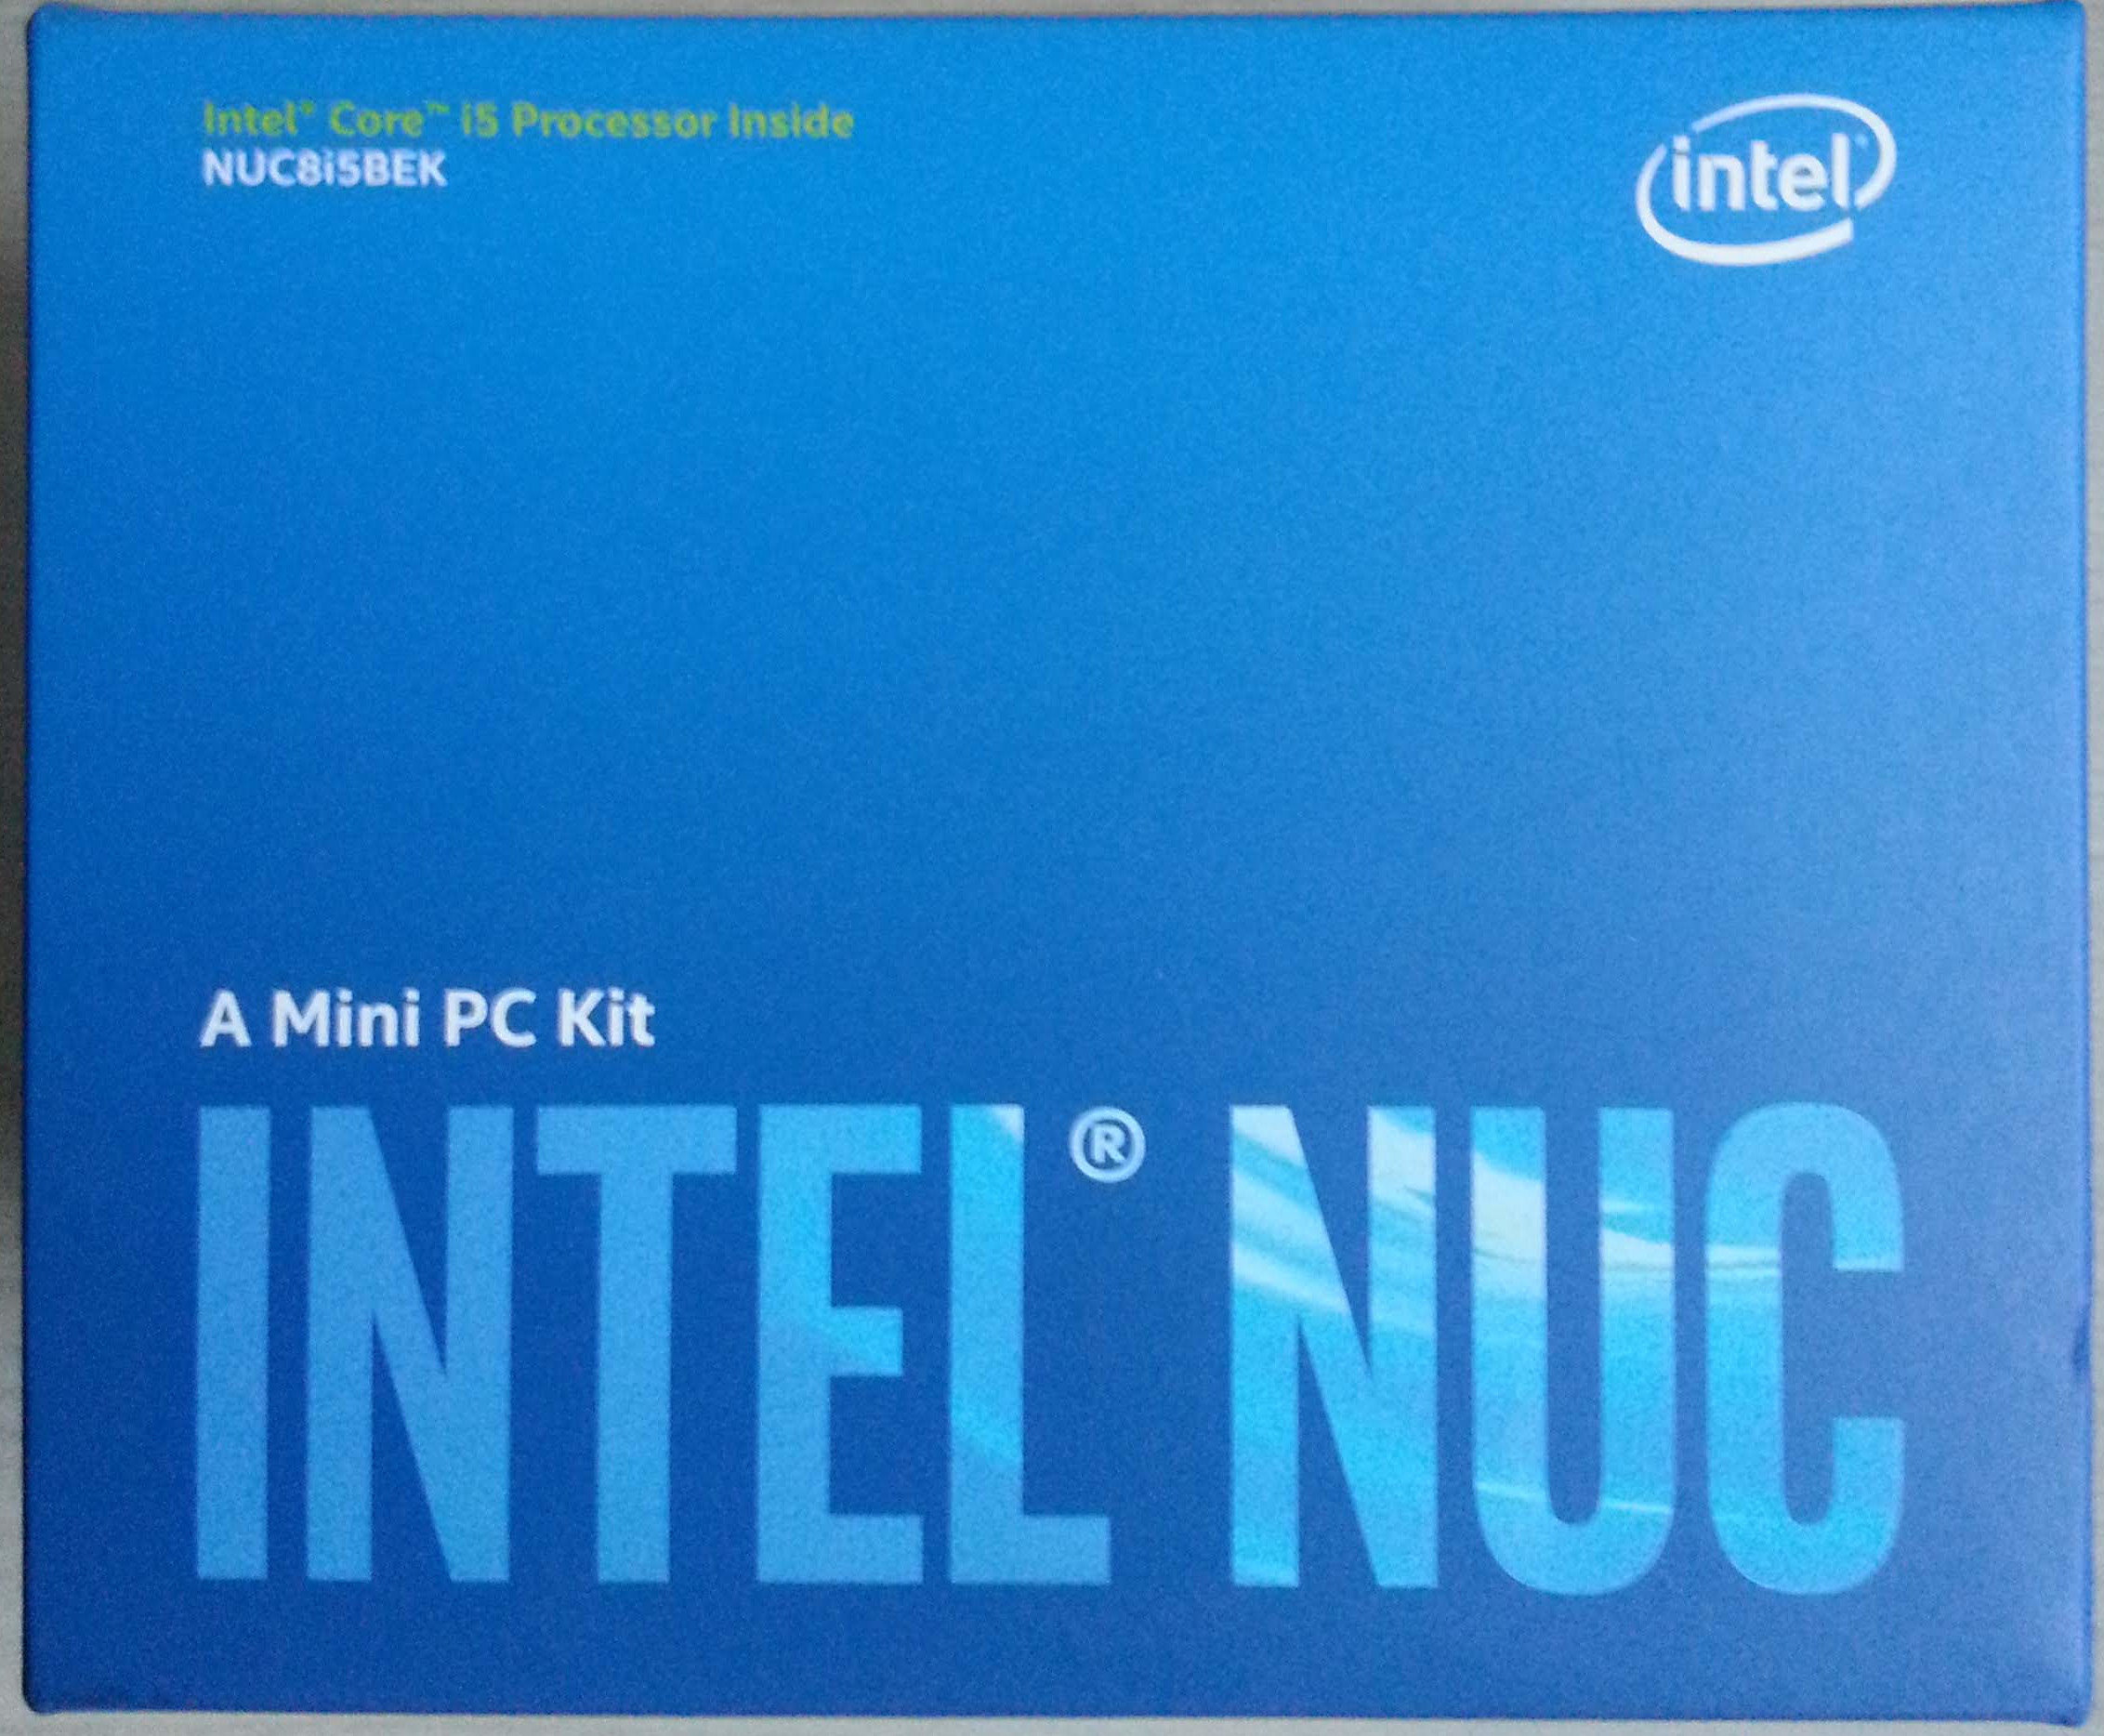 Intel® Core™ i5 Processor Inside
NUC8i5BEK
intel®
A Mini PC Kit
INTEL® NUC